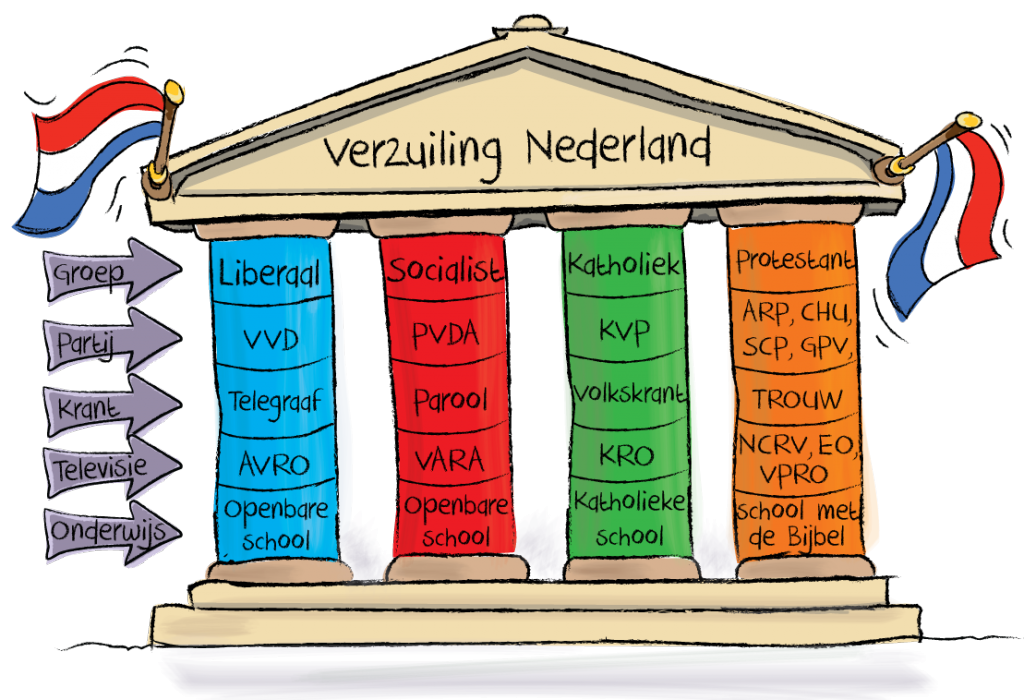 verzuiling Nederland
Groep
Liberaal
Socialist
Katholiek
Protestant
Partij
VVD
PVDA
KVP
ARP, CHU,
SCP, GPV,
Krant
Telegraaf
Parool
volkskrant
TROUW
Televisie
AVRO
VARA
KRO
NCRV, EO,
VPRO
Onderwijs
Openbare
school
Openbare
school
Katholieke
school
school met
de Bijbel